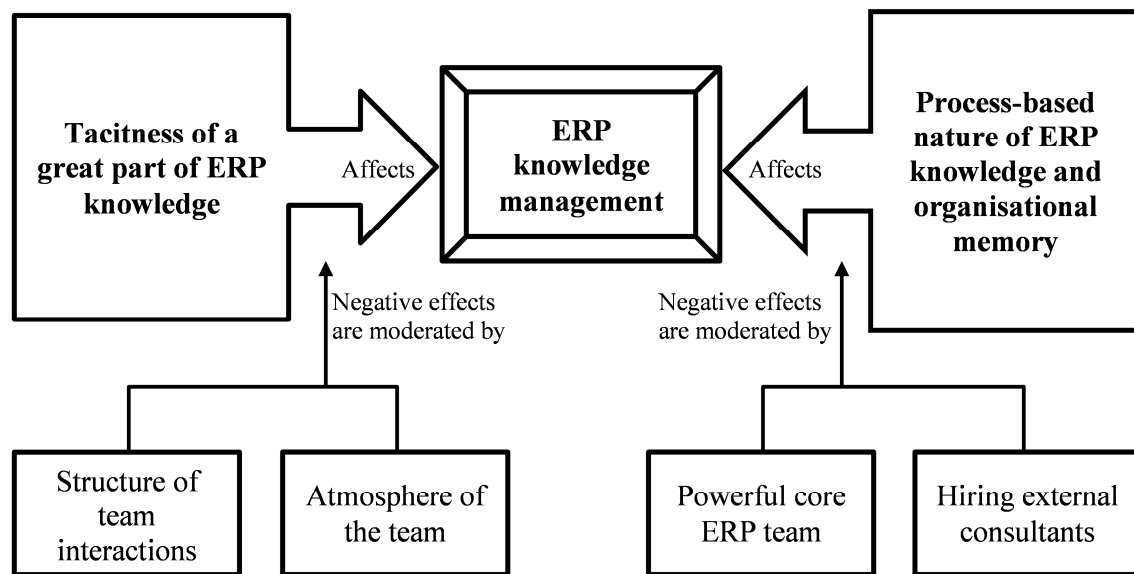 Tacitness of a
great part of ERP
knowledge
Affects
ERP
knowledge
management
Affects
Process-based
nature of ERP
knowledge and
organisational
memory
Negative effects
are moderated by
Negative effects
are moderated by
Structure of
team
interactions
Atmosphere of
the team
Powerful core
ERP team
Hiring external
consultants